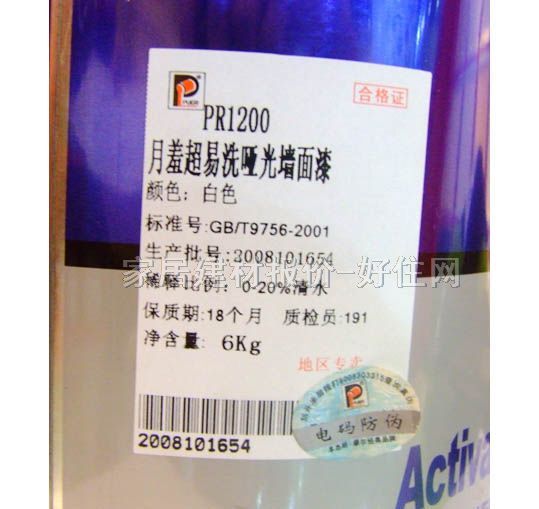 合格证
PR1200
月羞超易洗哑光墙面漆
颜色：白色
标准号:GB/T9756-2001
生产批号:2008101654
家居建材报价-好住网
稀释比例： 0-20%清水
保质期:18个月 质检员:191
净含量: 6Kg
地区专卖
电码防伪
2008101654
Activa